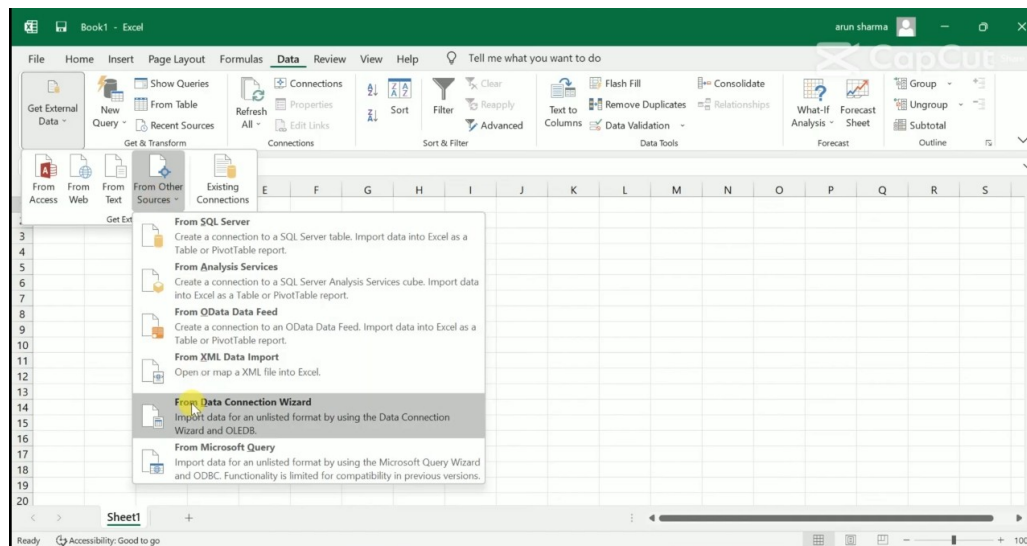 Book1 - Excel
arun sharma
CapCut
File Home Insert Page Layout Formulas Data Review View Help Tell me what you want to do
Get External Data
New Query
Show Queries
From Table
Recent Sources
Get & Transform
Refresh All
Connections
Properties
Edit Links
Connections
Sort
Filter
Clear
Reapply
Advanced
Sort & Filter
Text to Columns
Flash Fill
Remove Duplicates
Data Validation
Consolidate
Relationships
Data Tools
What-If Analysis
Forecast Sheet
Forecast
Group
Ungroup
Subtotal
Outline
From Access
From Web
From Text
From Other Sources
Existing Connections
Get Ext
E F G H I J K L M N O P Q R S
From SQL Server
Create a connection to a SQL Server table. Import data into Excel as a
Table or PivotTable report.
From Analysis Services
Create a connection to a SQL Server Analysis Services cube. Import data
into Excel as a Table or PivotTable report.
From OData Data Feed
Create a connection to an OData Data Feed. Import data into Excel as a
Table or PivotTable report.
From XML Data Import
Open or map a XML file into Excel.
From Data Connection Wizard
Import data for an unlisted format by using the Data Connection
Wizard and OLEDB.
From Microsoft Query
Import data for an unlisted format by using the Microsoft Query Wizard
and ODBC. Functionality is limited for compatibility in previous versions.
3
4
5
6
7
8
9
10
11
12
13
14
15
16
17
18
19
20
Sheet1
Ready Accessibility: Good to go
100